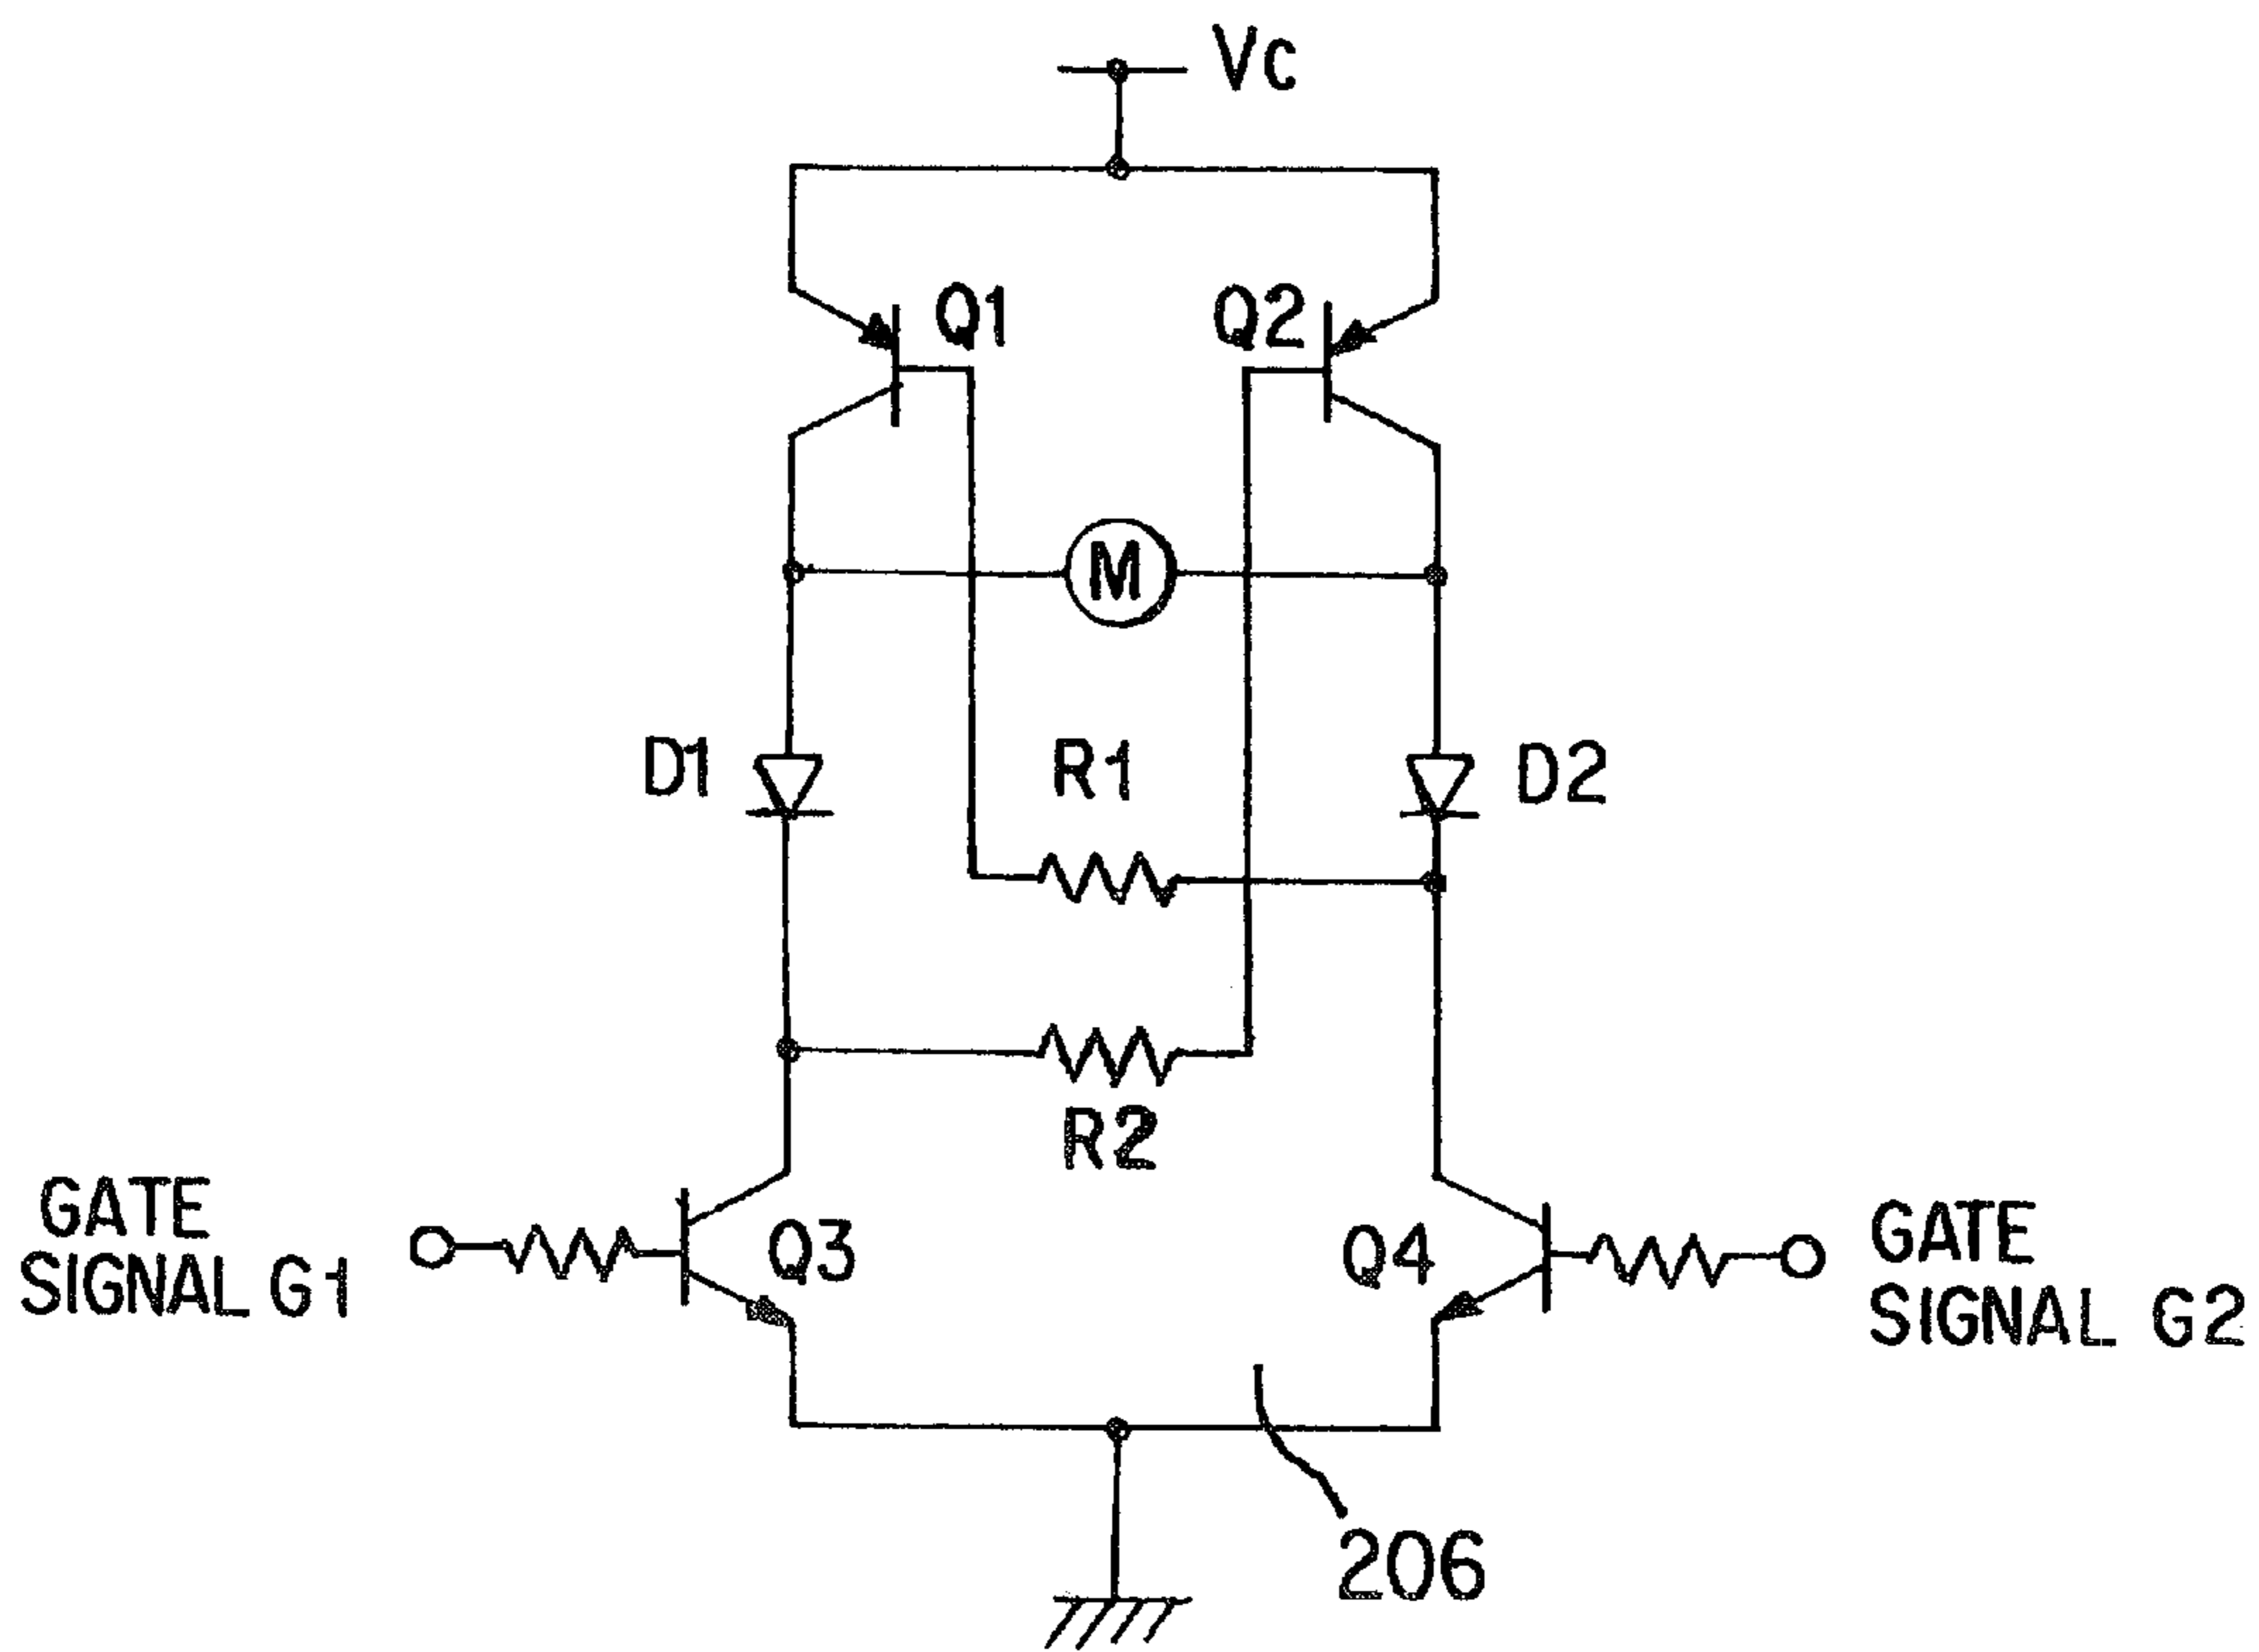 VC
Q1
Q2
M
D1
R1
D2
R2
GATE
SIGNAL G1
Q3
Q4
GATE
SIGNAL G2
206